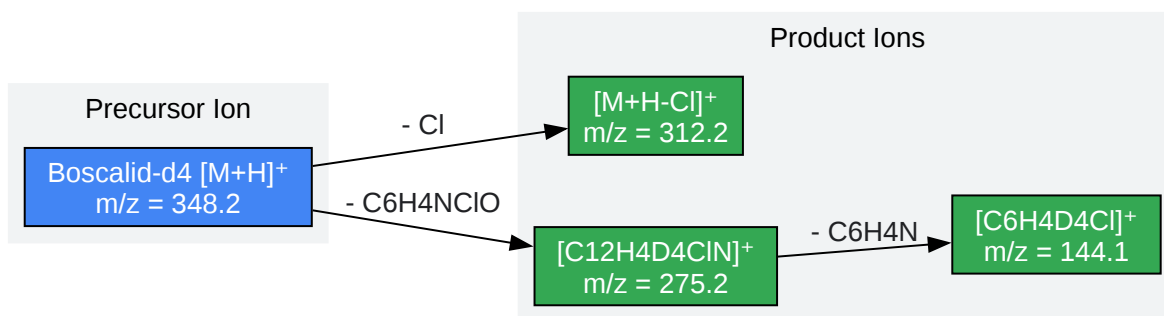 Product Ions
Precursor Ion
[M+H-Cl]⁺
m/z = 312.2
- Cl
Boscalid-d4 [M+H]⁺
m/z = 348.2
- C6H4NClO
[C12H4D4ClN]⁺
m/z = 275.2
- C6H4N
[C6H4D4Cl]⁺
m/z = 144.1